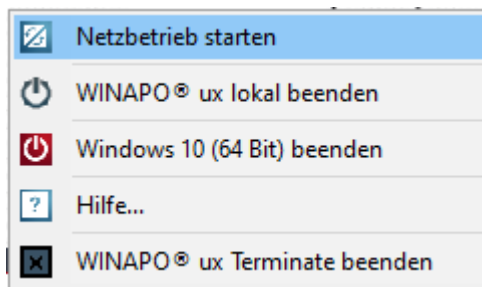 Netzbetrieb starten
WINAPO® ux lokal beenden
Windows 10 (64 Bit) beenden
Hilfe...
WINAPO® ux Terminate beenden